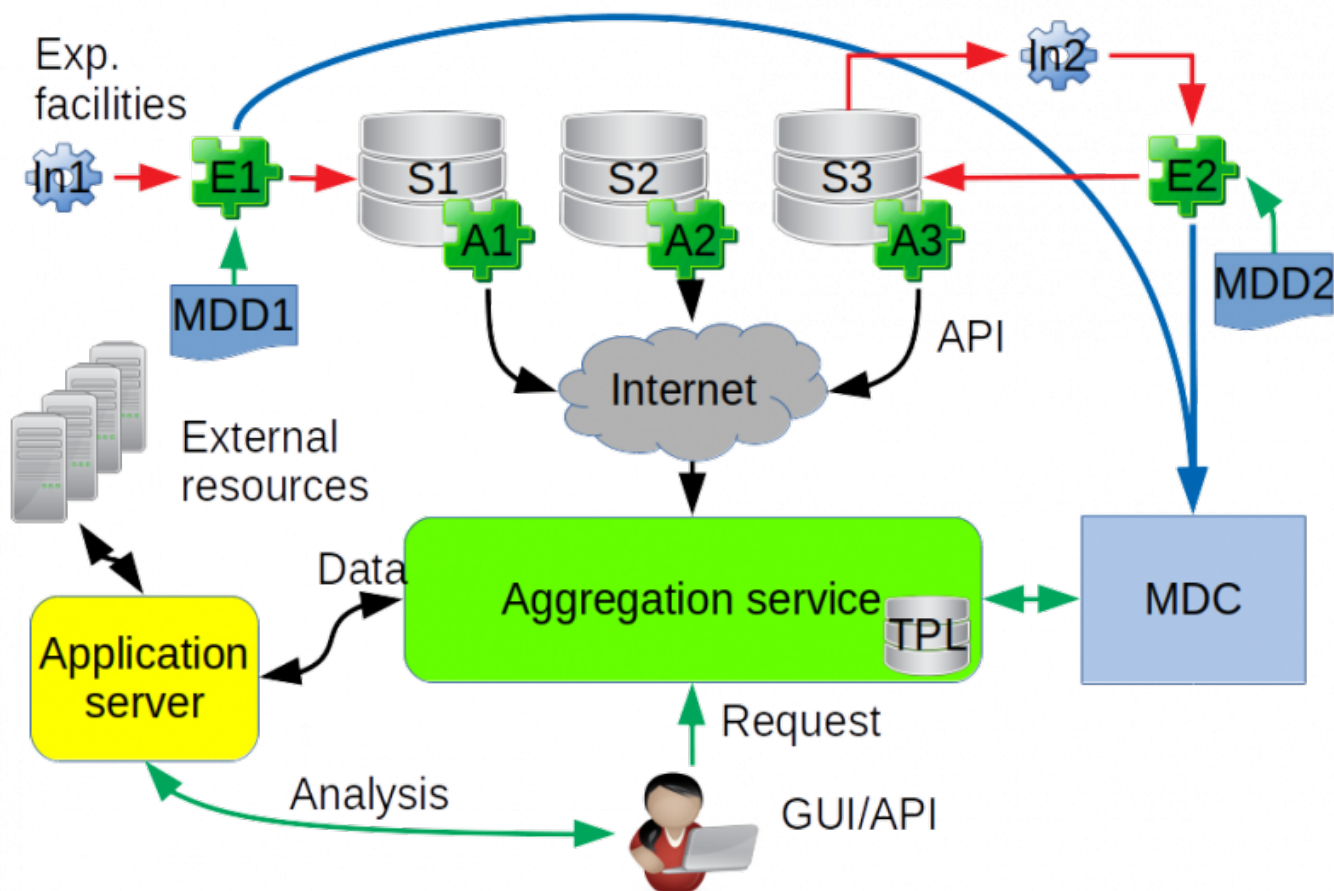 Exp.
facilities
In1
E1
S1
S2
S3
In2
E2
A1
A2
A3
MDD1
MDD2
API
Internet
External
resources
Data
Aggregation service
TPL
MDC
Application
server
Request
Analysis
GUI/API